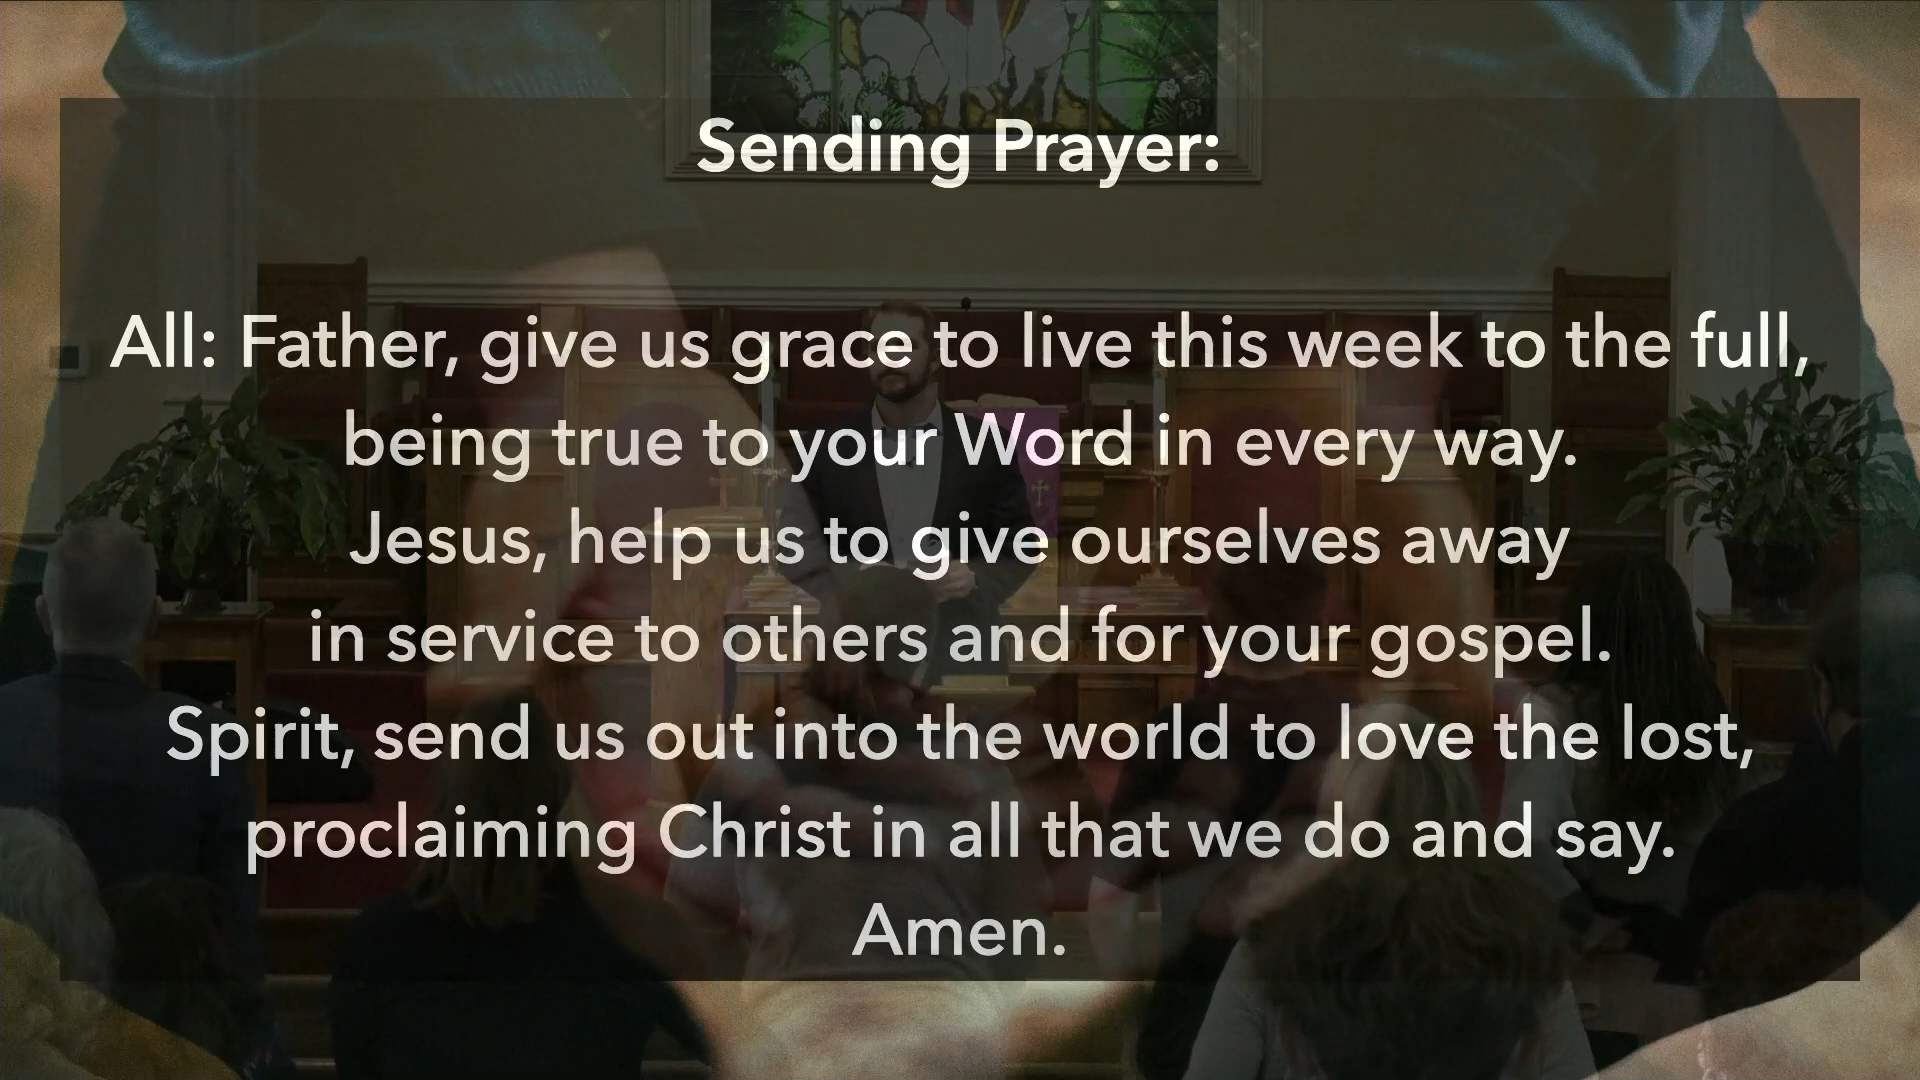 Sending Prayer:
All: Father, give us grace to live this week to the full,
being true to your Word in every way.
Jesus, help us to give ourselves away
in service to others and for your gospel.
Spirit, send us out into the world to love the lost,
proclaiming Christ in all that we do and say.
Amen.